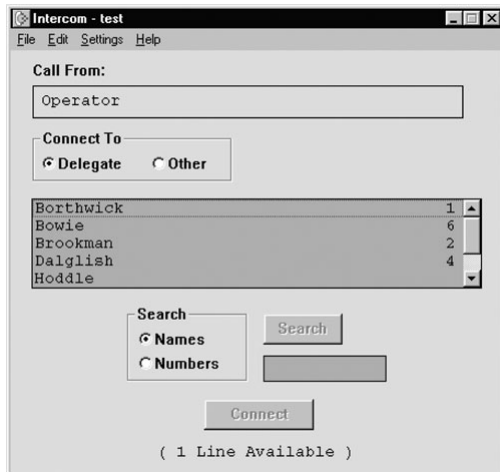 Intercom - test
File Edit Settings Help
Call From:
Operator
Connect To
Delegate Other
Borthwick 1
Bowie 6
Brookman 2
Dalglish 4
Hoddle
Search
Names
Search
Numbers
Connect
( 1 Line Available )